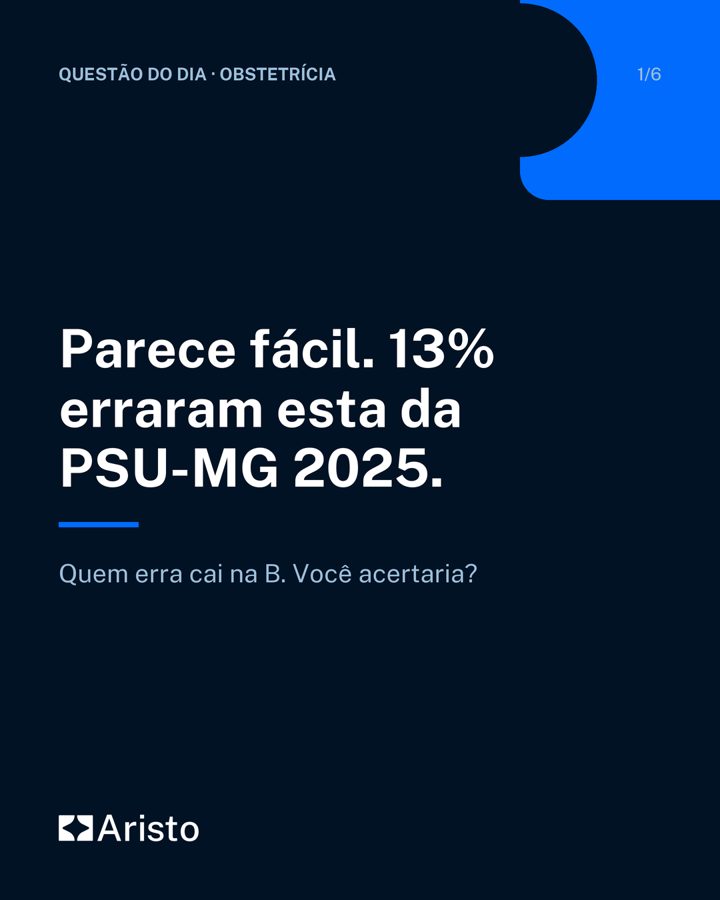 QUESTÃO DO DIA · OBSTETRÍCIA
1/6
Parece fácil. 13%
erraram esta da
PSU-MG 2025.
Quem erra cai na B. Você acertaria?
Aristo